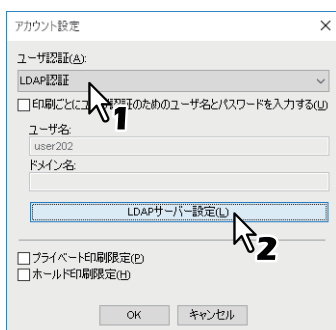 アカウント設定
ユーザ認証(A):
LDAP認証
印刷ごとにユーザ認証のためのユーザ名とパスワードを入力する(U)
1
ユーザ名:
user202
ドメイン名:
LDAPサーバー設定(L)
2
プライベート印刷限定(P)
ホールド印刷限定(H)
OK キャンセル